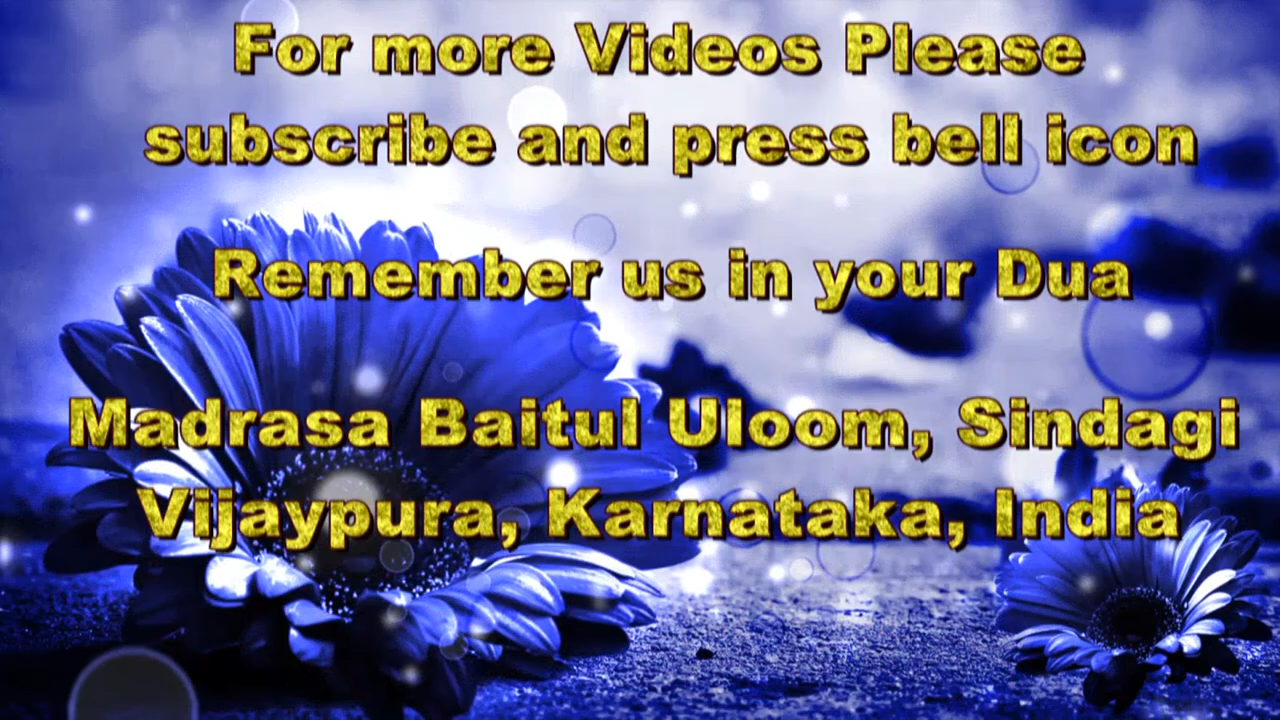 For more Videos Please
subscribe and press bell icon
Remember us in your Dua
Madrasa Baitul Uloom, Sindagi
Vijaypura, Karnataka, India